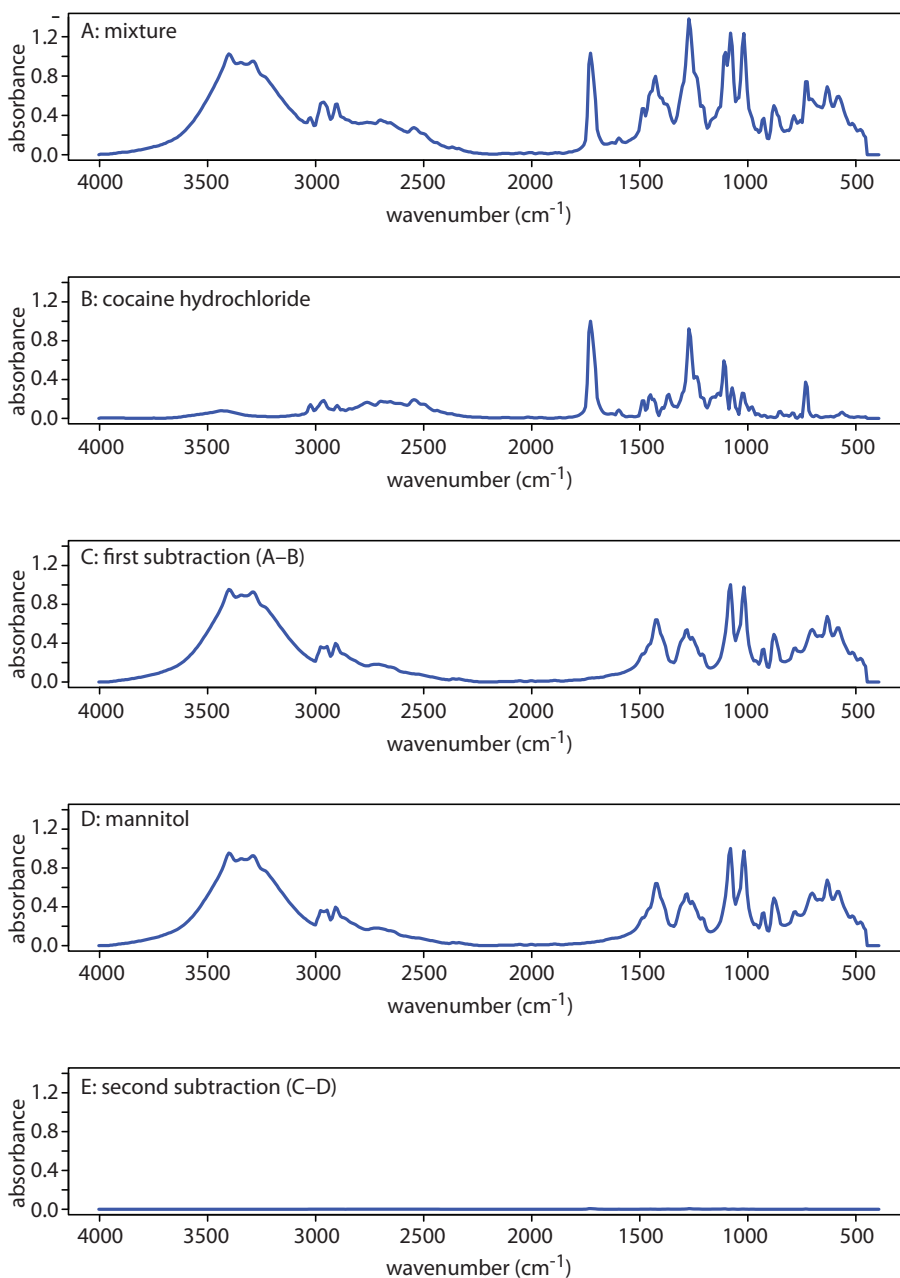 A: mixture
absorbance
1.2
0.8
0.4
0.0
4000 3500 3000 2500 2000 1500 1000 500
wavenumber (cm-1)
B: cocaine hydrochloride
absorbance
1.2
0.8
0.4
0.0
4000 3500 3000 2500 2000 1500 1000 500
wavenumber (cm-1)
C: first subtraction (A–B)
absorbance
1.2
0.8
0.4
0.0
4000 3500 3000 2500 2000 1500 1000 500
wavenumber (cm-1)
D: mannitol
absorbance
1.2
0.8
0.4
0.0
4000 3500 3000 2500 2000 1500 1000 500
wavenumber (cm-1)
E: second subtraction (C–D)
absorbance
1.2
0.8
0.4
0.0
4000 3500 3000 2500 2000 1500 1000 500
wavenumber (cm-1)